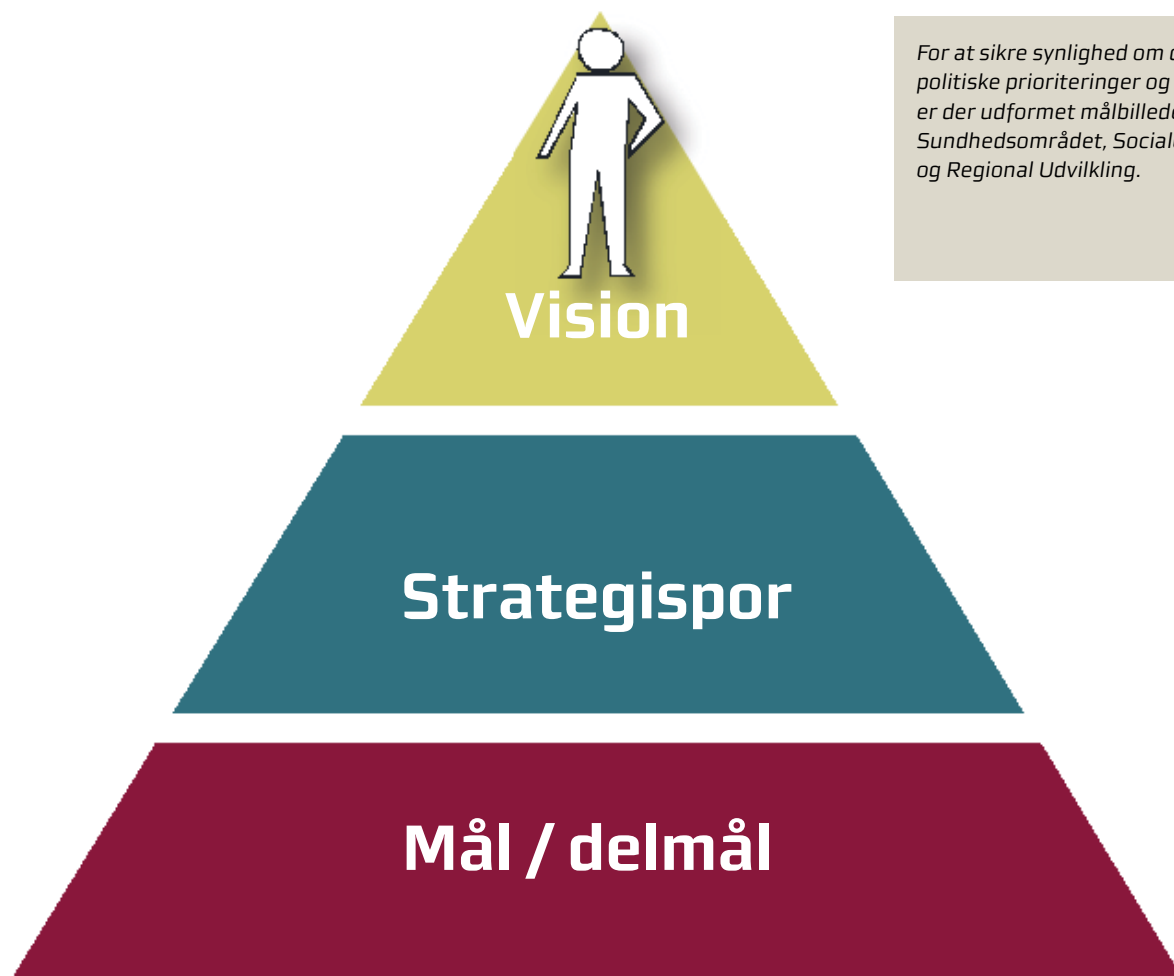 For at sikre synlighed om
politiske prioriteringer og
er der udformet målbillede
Sundhedsområdet,
og Regional Udvilkling.
Vision
Strategispor
Mål / delmål